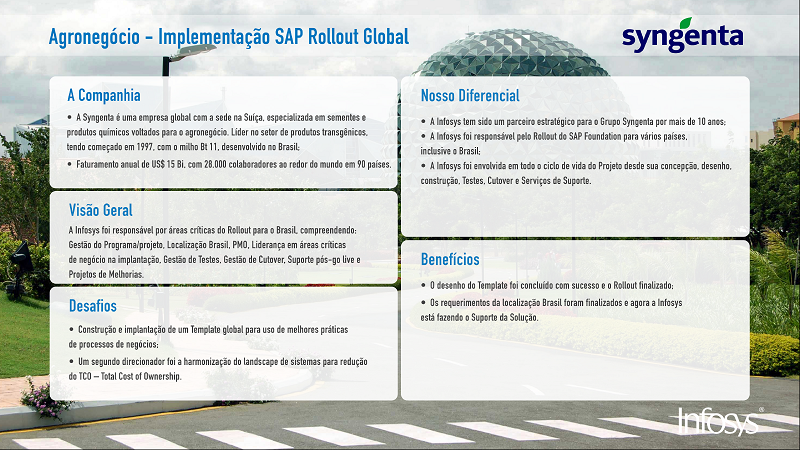 Agronegócio - Implementação SAP Rollout Global
syngenta
A Companhia
• A Syngenta é uma empresa global com a sede na Suíça, especializada em sementes e
produtos químicos voltados para o agronegócio. Líder no setor de produtos transgênicos,
tendo começado em 1997, com o milho Bt 11, desenvolvido no Brasil;
• Faturamento anual de US$ 15 Bi, com 28.000 colaboradores ao redor do mundo em 90 países.
Visão Geral
A Infosys foi responsável por áreas críticas do Rollout para o Brasil, compreendendo:
Gestão do Programa/projeto, Localização Brasil, PMO, Liderança em áreas críticas
de negócio na implantação, Gestão de Testes, Gestão de Cutover, Suporte pós-go live e
Projetos de Melhorias.
Desafios
• Construção e implantação de um Template global para uso de melhores práticas
de processos de negócios;
• Um segundo direcionador foi a harmonização do landscape de sistemas para redução
do TCO – Total Cost of Ownership.
Nosso Diferencial
• A Infosys tem sido um parceiro estratégico para o Grupo Syngenta por mais de 10 anos;
• A Infosys foi responsável pelo Rollout do SAP Foundation para vários países,
inclusive o Brasil;
• A Infosys foi envolvida em todo o ciclo de vida do Projeto desde sua concepção, desenho,
construção, Testes, Cutover e Serviços de Suporte.
Benefícios
• O desenho do Template foi concluído com sucesso e o Rollout finalizado;
• Os requerimentos da localização Brasil foram finalizados e agora a Infosys
está fazendo o Suporte da Solução.
Infosys®